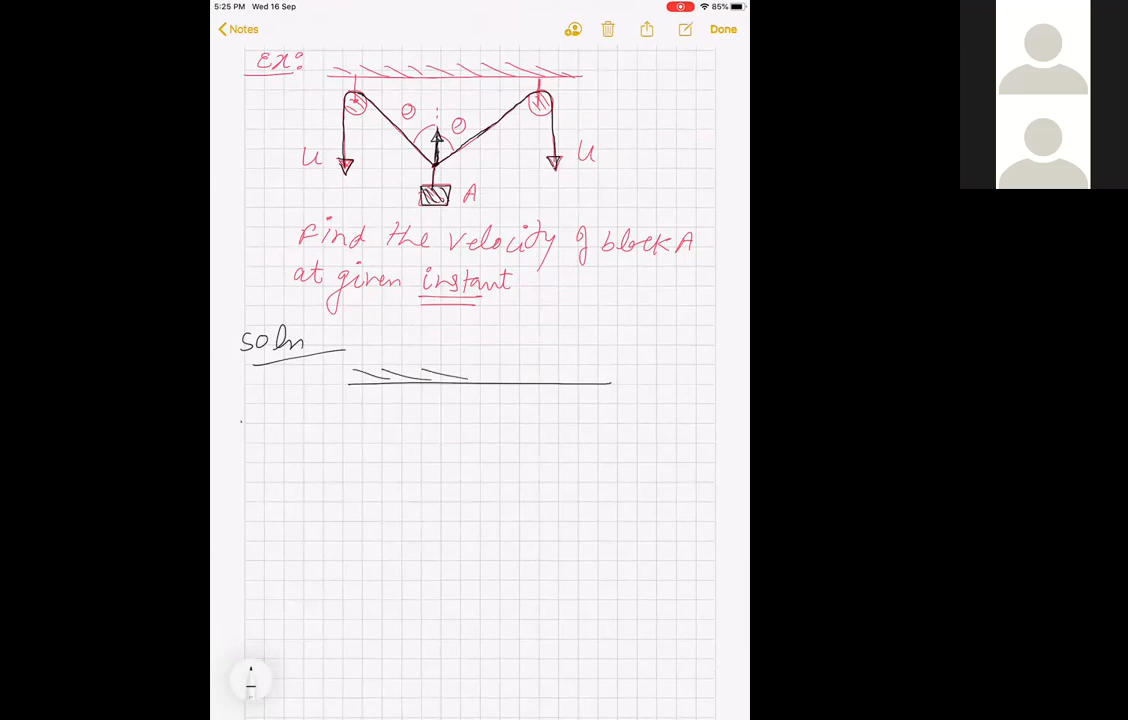 5:25 PM Wed 16 Sep 85%
Notes Done
Ex:
θ θ
U U
A
Find the velocity of block A
at given instant
Soln